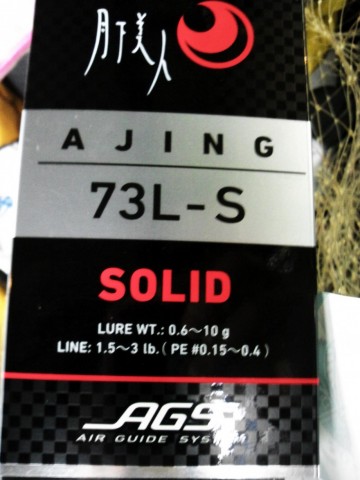 月下美人
AJING
73L-S
SOLID
LURE WT.: 0.6～10 g
LINE: 1.5～3 lb. ( PE #0.15～0.4 )
AGS
AIR GUIDE SYSTEM